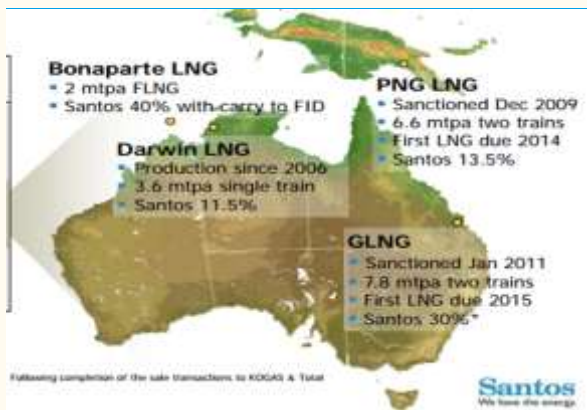 Bonaparte LNG
2 mtpa FLNG
Santos 40% with-carry to FID
Darwin LNG
Production since 2006
3.6 mtpa single train
Santos 11.5%
PNG LNG
Sanctioned Dec 2009
6.6 mtpa two trains
First LNG due 2014
Santos 13.5%
GLNG
Sanctioned Jan 2011
7.8 mtpa two trains
First LNG due 2015
Santos 30%*
Following completion of the sale transactions to KOGAS & Total
Santos
We have the energy.